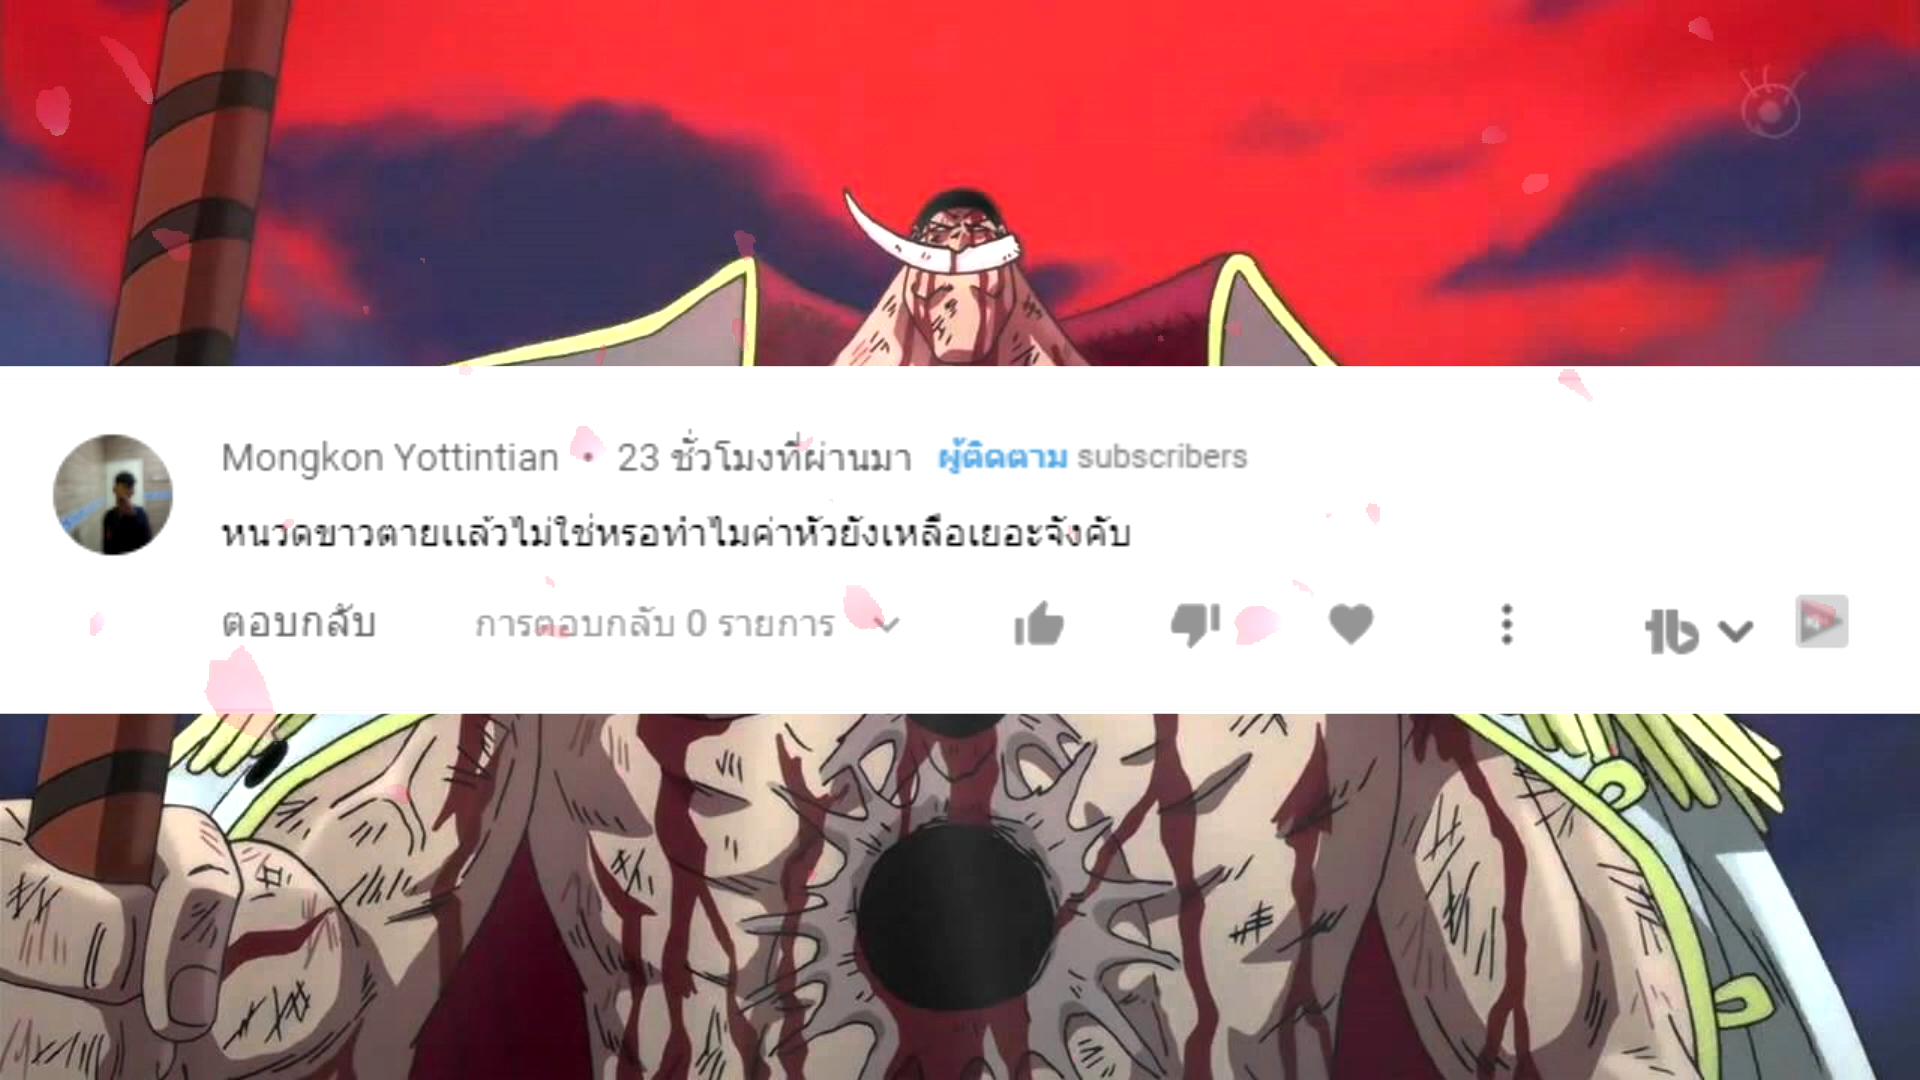 Mongkon Yottintian • 23 ชั่วโมงที่ผ่านมา ผู้ติดตาม subscribers
หนวดขาวตายแล้วไม่ใช่หรอทำไมค่าหัวยังเหลือเยอะจังคับ
ตอบกลับ การตอบกลับ 0 รายการ